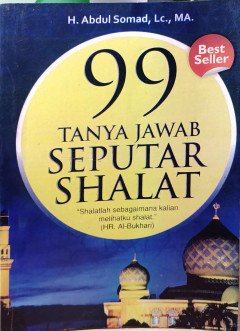 H. Abdul Somad, Lc., MA.
Best
Seller
99
TANYA JAWAB
SEPUTAR
SHALAT
"Shalatlah sebagaimana kalian
melihatku shalat."
(HR. Al-Bukhari)